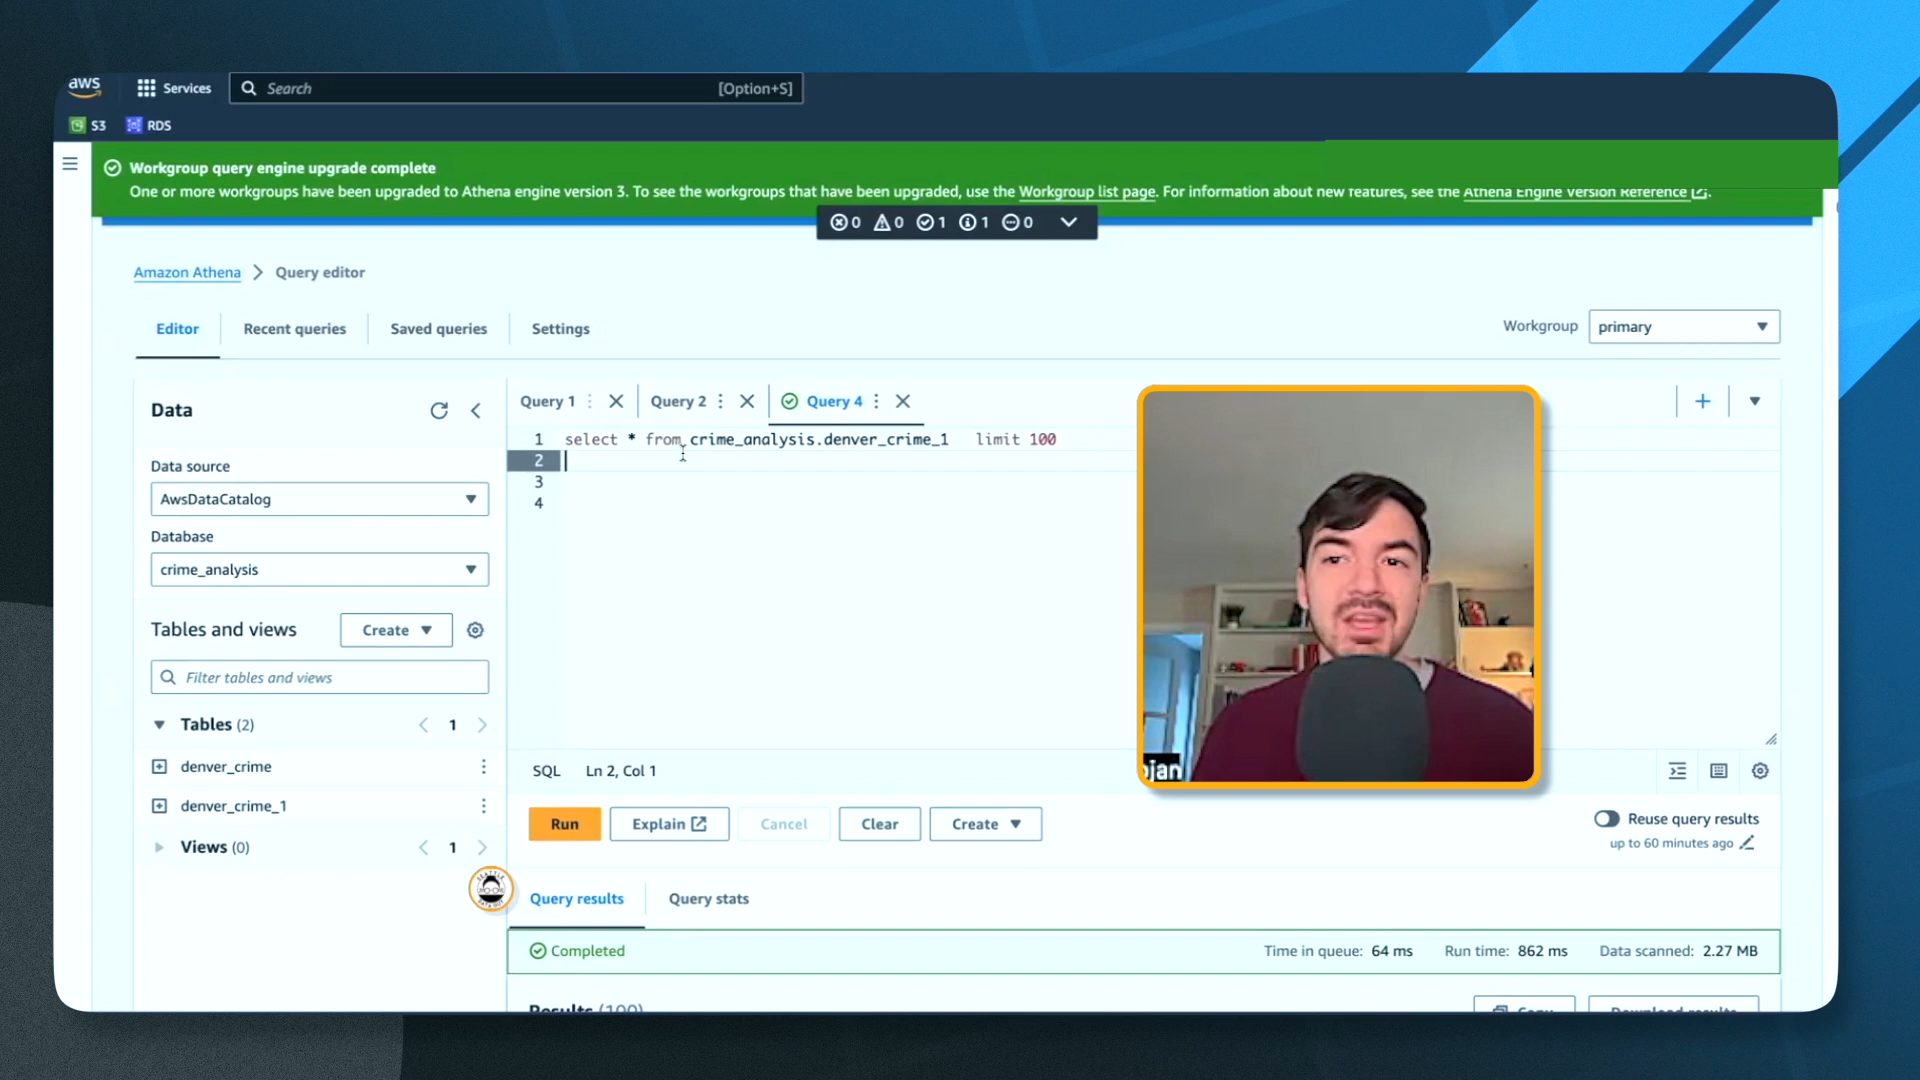 aws
Services
Search
[Option+S]
S3
RDS
Workgroup query engine upgrade complete
One or more workgroups have been upgraded to Athena engine version 3. To see the workgroups that have been upgraded, use the Workgroup list page. For information about new features, see the Athena Engine Version Reference.
0 0 1 1 0
Amazon Athena > Query editor
Editor
Recent queries
Saved queries
Settings
Workgroup
primary
Data
Data source
AwsDataCatalog
Database
crime_analysis
Tables and views
Create
Filter tables and views
Tables (2)
1
denver_crime
denver_crime_1
Views (0)
1
Query 1
Query 2
Query 4
1 select * from crime_analysis.denver_crime_1 limit 100
2
3
4
SQL Ln 2, Col 1
Run
Explain
Cancel
Clear
Create
Reuse query results
up to 60 minutes ago
Query results
Query stats
Completed
Time in queue: 64 ms
Run time: 862 ms
Data scanned: 2.27 MB
Results (100)
Copy
Download results